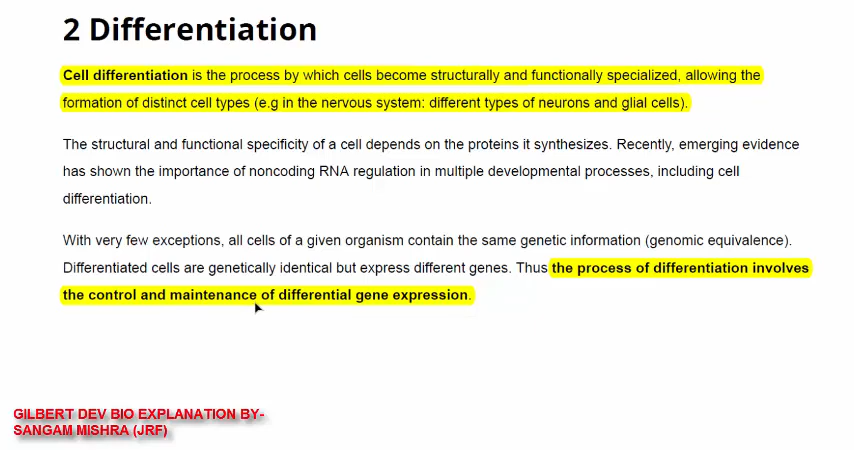 2 Differentiation
Cell differentiation is the process by which cells become structurally and functionally specialized, allowing the
formation of distinct cell types (e.g in the nervous system: different types of neurons and glial cells).
The structural and functional specificity of a cell depends on the proteins it synthesizes. Recently, emerging evidence
has shown the importance of noncoding RNA regulation in multiple developmental processes, including cell
differentiation.
With very few exceptions, all cells of a given organism contain the same genetic information (genomic equivalence).
Differentiated cells are genetically identical but express different genes. Thus the process of differentiation involves
the control and maintenance of differential gene expression.
GILBERT DEV BIO EXPLANATION BY-
SANGAM MISHRA (JRF)